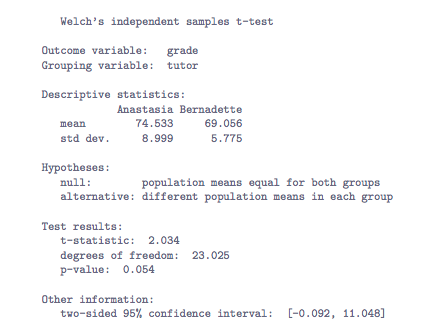 Welch's independent samples t-test
Outcome variable: grade
Grouping variable: tutor
Descriptive statistics:
Anastasia Bernadette
mean 74.533 69.056
std dev. 8.999 5.775
Hypotheses:
null: population means equal for both groups
alternative: different population means in each group
Test results:
t-statistic: 2.034
degrees of freedom: 23.025
p-value: 0.054
Other information:
two-sided 95% confidence interval: [-0.092, 11.048]